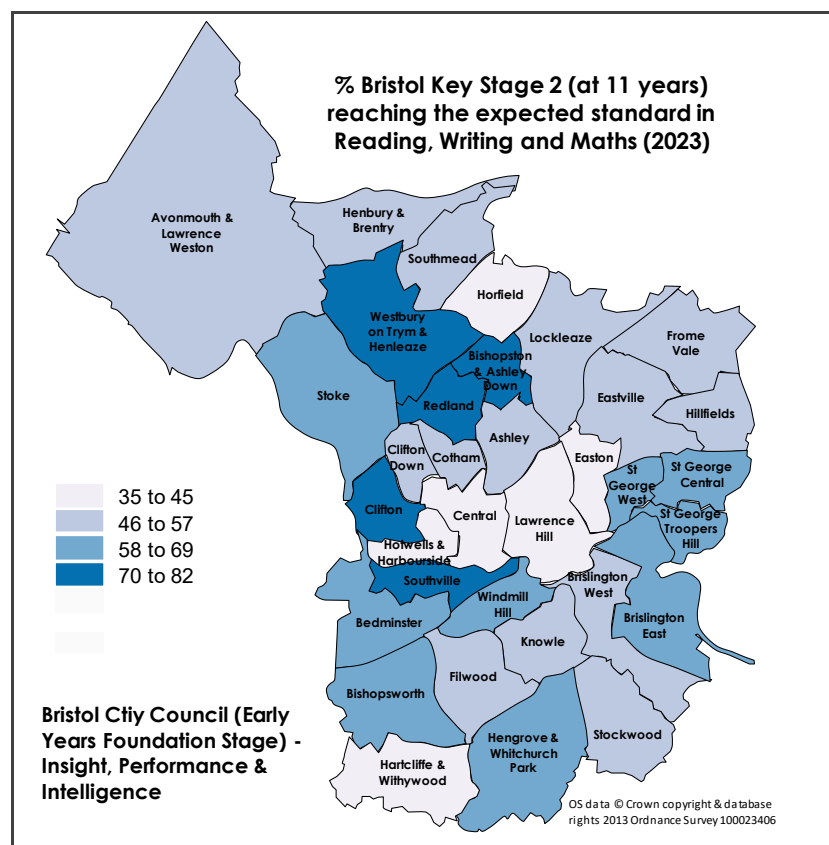 % Bristol Key Stage 2 (at 11 years)
reaching the expected standard in
Reading, Writing and Maths (2023)
Avonmouth &
Lawrence
Weston
Henbury &
Brentry
Southmead
Horfield
Westbury
on Trym &
Henleaze
Lockleaze
Frome
Vale
Bishopston
& Ashley
Down
Stoke
Redland
Eastville
Hillfields
Ashley
Clifton
Down
Cotham
Easton
St
George
West
St George
Central
35 to 45
46 to 57
58 to 69
70 to 82
Clifton
Central
Lawrence
Hill
St George
Troopers
Hill
Hotwells &
Harbourside
Southville
Windmill
Hill
Brislington
West
Bedminster
Brislington
East
Knowle
Filwood
Bishopsworth
Hengrove &
Whitchurch
Park
Stockwood
Hartcliffe &
Withywood
Bristol Ctiy Council (Early
Years Foundation Stage) -
Insight, Performance &
Intelligence
OS data © Crown copyright & database
rights 2013 Ordnance Survey 100023406